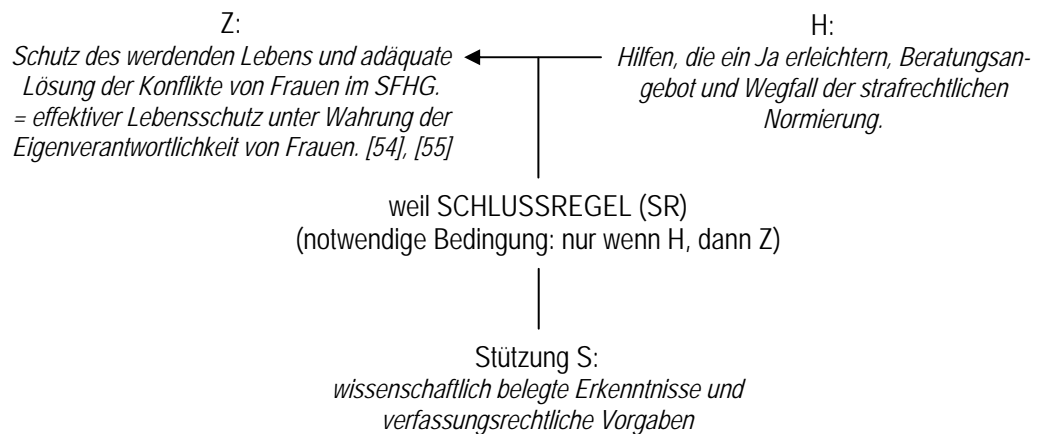 Z:
Schutz des werdenden Lebens und adäquate
Lösung der Konflikte von Frauen im SFHG.
= effektiver Lebensschutz unter Wahrung der
Eigenverantwortlichkeit von Frauen. [54], [55]
H:
Hilfen, die ein Ja erleichtern, Beratungsan-
gebot und Wegfall der strafrechtlichen
Normierung.
weil SCHLUSSREGEL (SR)
(notwendige Bedingung: nur wenn H, dann Z)
Stützung S:
wissenschaftlich belegte Erkenntnisse und
verfassungsrechtliche Vorgaben